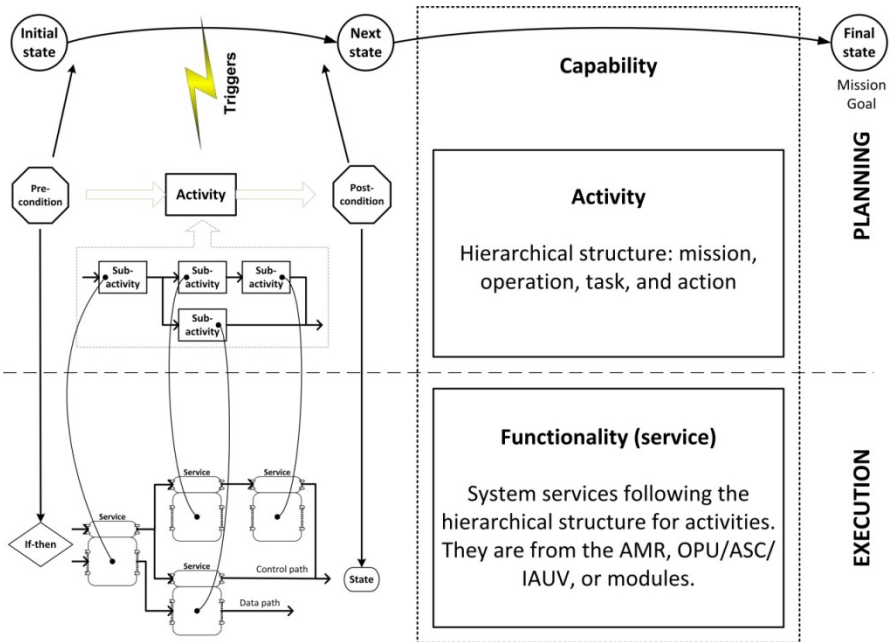 Initial
state
Next
state
Final
state
Mission
Goal
Triggers
Capability
PLANNING
Pre-
condition
Activity
Post-
condition
Activity
Hierarchical structure: mission,
operation, task, and action
Sub-
activity
Sub-
activity
Sub-
activity
Sub-
activity
Functionality (service)
System services following the
hierarchical structure for activities.
They are from the AMR, OPU/ASC/
IAUV, or modules.
EXECUTION
Service
Service
Service
If-then
Service
Control path
State
Data path